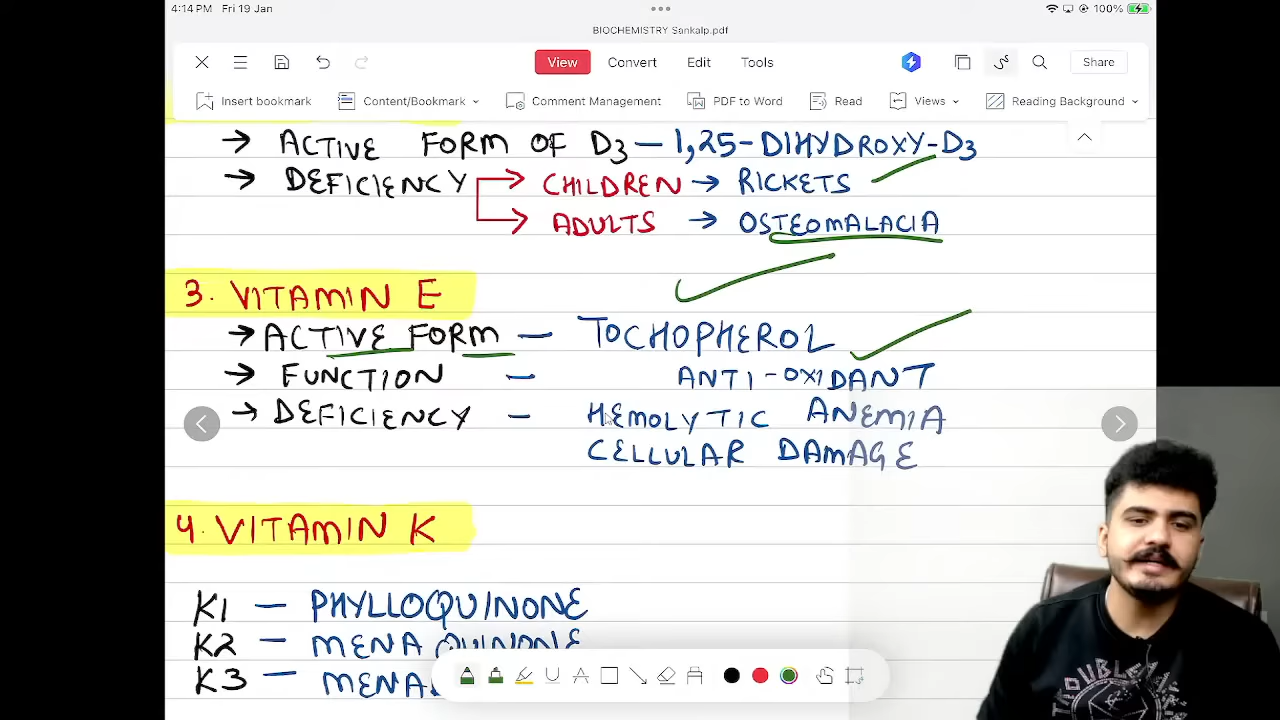 4:14 PM Fri 19 Jan
100%
BIOCHEMISTRY Sankalp.pdf
View Convert Edit Tools Share
Insert bookmark Content/Bookmark Comment Management PDF to Word Read Views Reading Background
→ ACTIVE FORM OF D3 – 1,25-DIHYDROXY-D3
→ DEFICIENCY → CHILDREN → RICKETS
→ ADULTS → OSTEOMALACIA
3. VITAMIN E
→ ACTIVE FORM – TOCHOPHEROL
→ FUNCTION – ANTI-OXIDANT
→ DEFICIENCY – HEMOLYTIC ANEMIA
CELLULAR DAMAGE
4. VITAMIN K
K1 – PHYLLOQUINONE
K2 – MENAQUINONE
K3 –